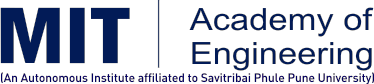 MIT
Academy of
Engineering
(An Autonomous Institute affiliated to Savitribai Phule Pune University)